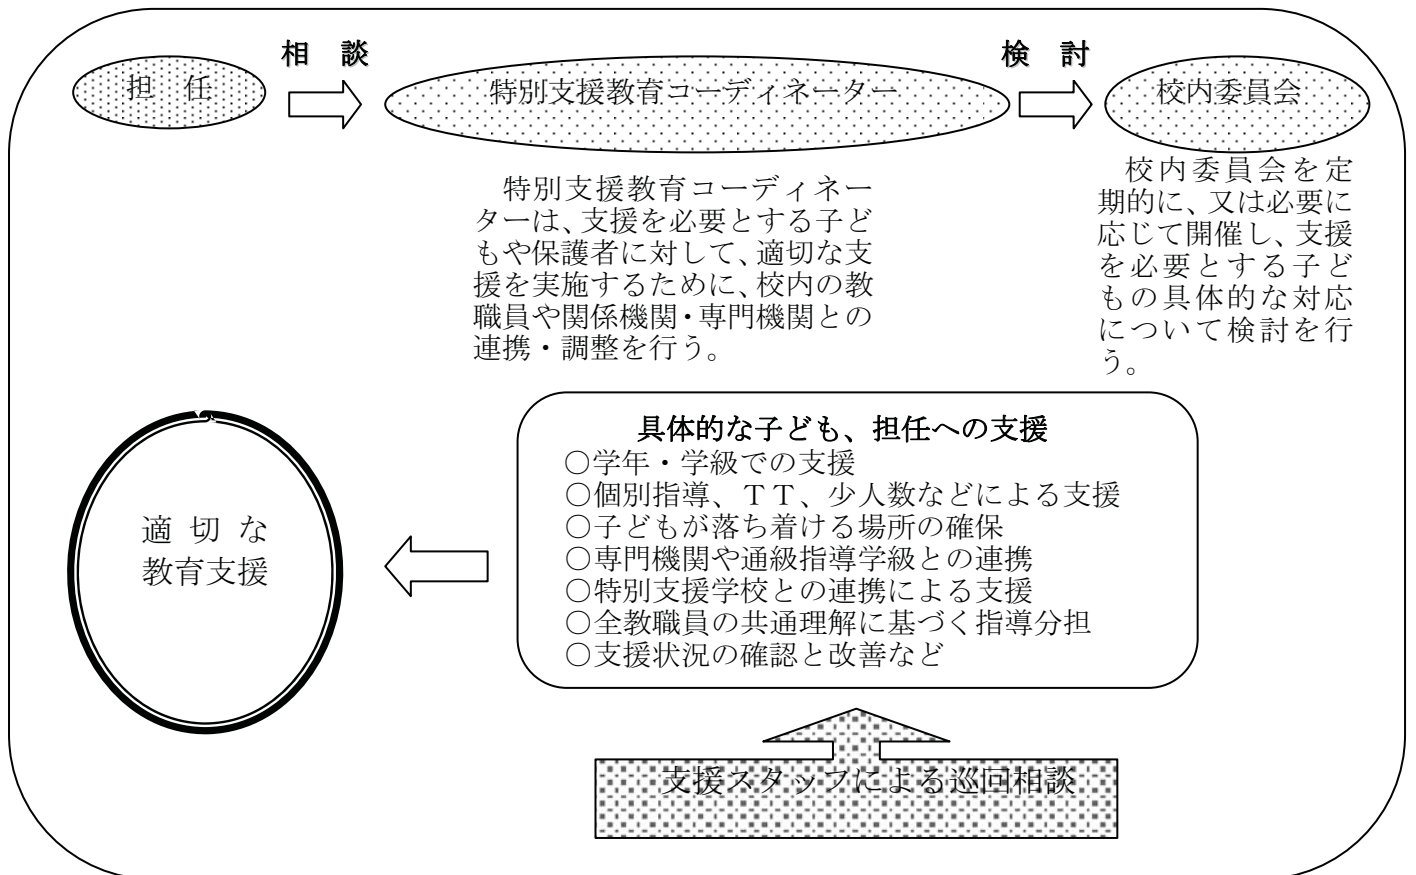 相　談
検　討
担　任
特別支援教育コーディネーター
校内委員会
特別支援教育コーディネー
ターは、支援を必要とする子ど
もや保護者に対して、適切な支
援を実施するために、校内の教
職員や関係機関・専門機関との
連携・調整を行う。
校内委員会を定
期的に、又は必要に
応じて開催し、支援
を必要とする子ど
もの具体的な対応
について検討を行
う。
具体的な子ども、担任への支援
○学年・学級での支援
○個別指導、ＴＴ、少人数などによる支援
○子どもが落ち着ける場所の確保
○専門機関や通級指導学級との連携
○特別支援学校との連携による支援
○全教職員の共通理解に基づく指導分担
○支援状況の確認と改善など
適 切 な
教育支援
支援スタッフによる巡回相談